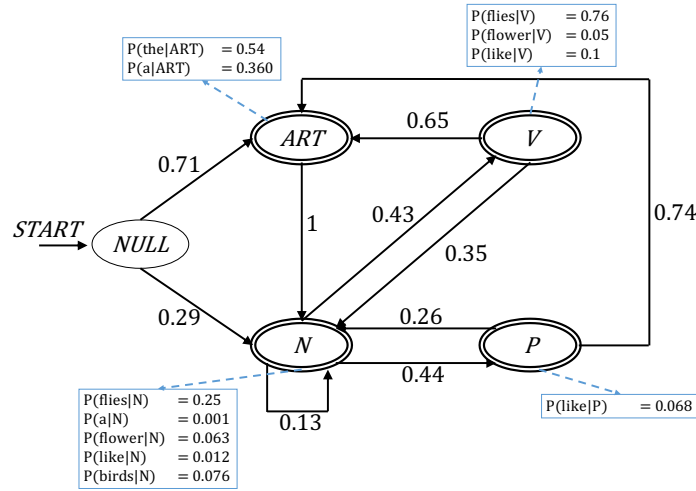 P(the|ART) = 0.54
P(a|ART) = 0.360
P(flies|V) = 0.76
P(flower|V) = 0.05
P(like|V) = 0.1
ART
0.65
V
0.71
0.43
0.74
START
NULL
1
0.35
0.29
0.26
N
P
0.44
0.13
P(flies|N) = 0.25
P(a|N) = 0.001
P(flower|N) = 0.063
P(like|N) = 0.012
P(birds|N) = 0.076
P(like|P) = 0.068